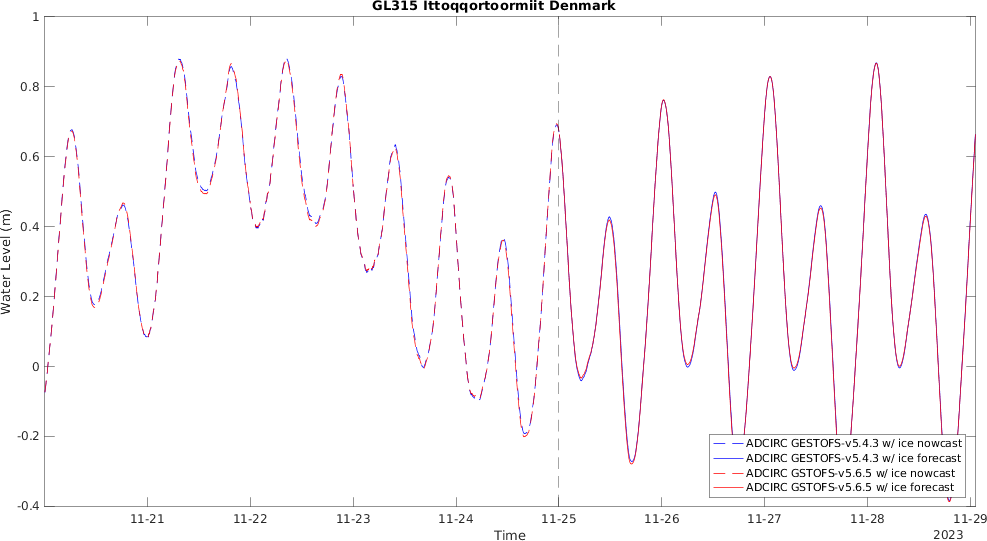 GL315 Ittoqqortoormiit Denmark
1
0.8
0.6
0.4
0.2
0
-0.2
-0.4
Water Level (m)
ADCIRC GESTOFS-v5.4.3 w/ ice nowcast
ADCIRC GESTOFS-v5.4.3 w/ ice forecast
ADCIRC GSTOFS-v5.6.5 w/ ice nowcast
ADCIRC GSTOFS-v5.6.5 w/ ice forecast
11-21 11-22 11-23 11-24 11-25 11-26 11-27 11-28 11-29
Time
2023